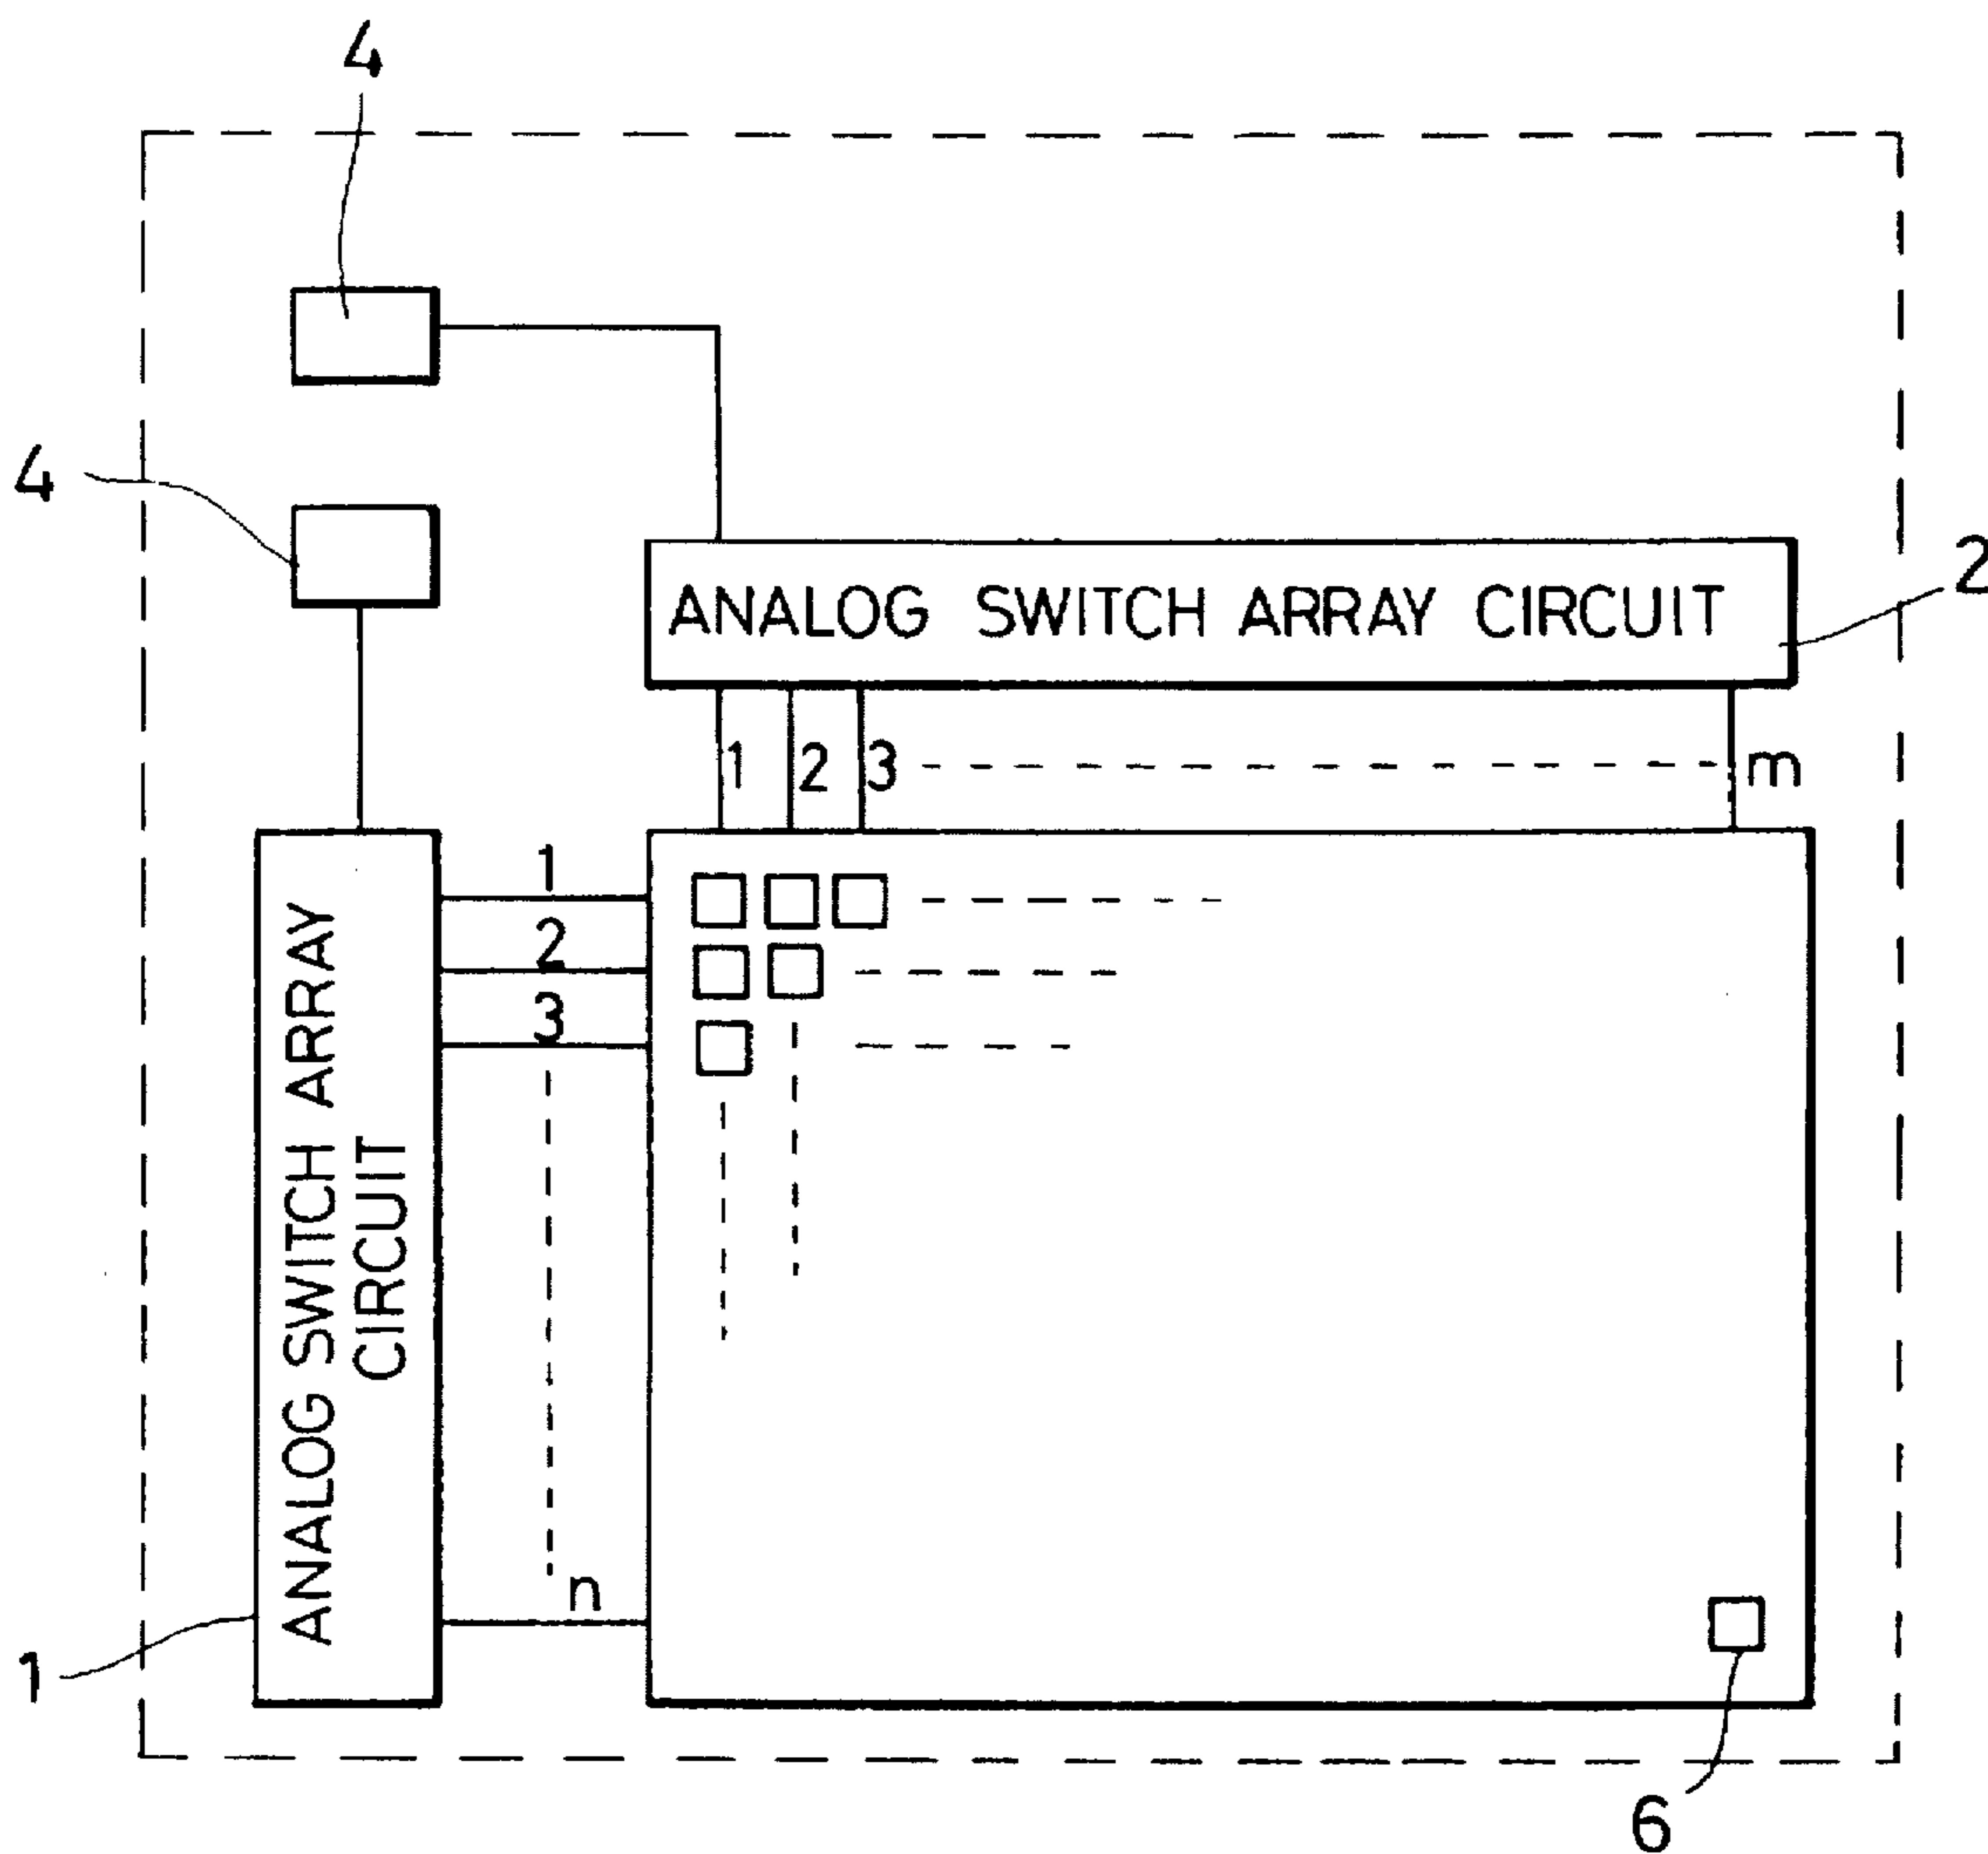 4
4
ANALOG SWITCH ARRAY CIRCUIT
2
1 2 3 m
1
2
3
n
ANALOG SWITCH ARRAY
CIRCUIT
1
6